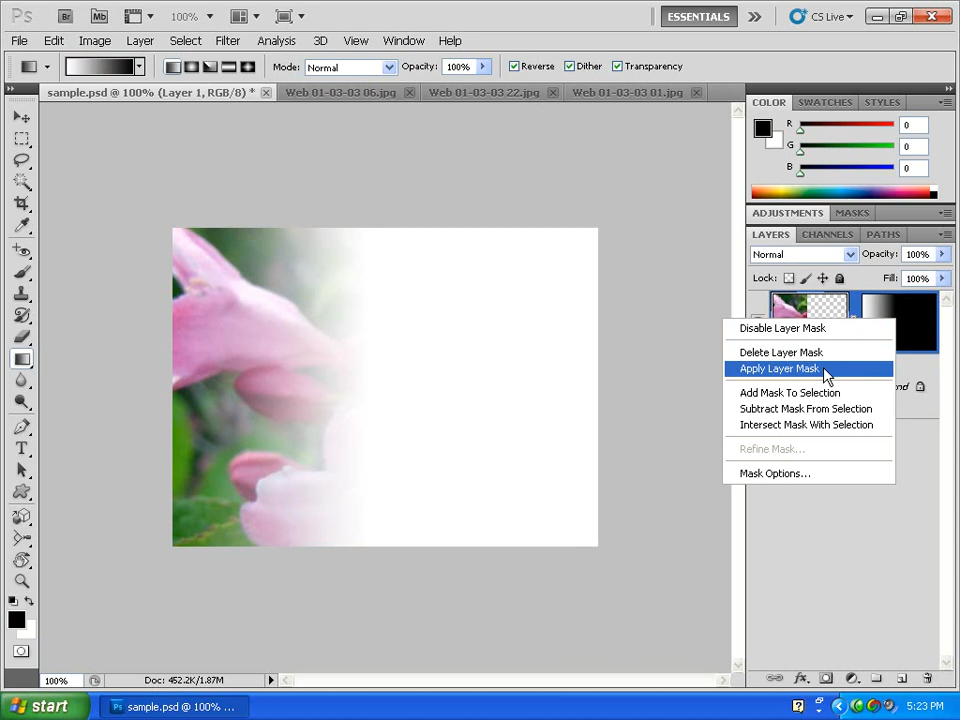 Ps Br Mb 100% ESSENTIALS CS Live
File Edit Image Layer Select Filter Analysis 3D View Window Help
Mode: Normal Opacity: 100% Reverse Dither Transparency
sample.psd @ 100% (Layer 1, RGB/8) * Web 01-03-03 06.jpg Web 01-03-03 22.jpg Web 01-03-03 01.jpg
COLOR SWATCHES STYLES
R 0
G 0
B 0
ADJUSTMENTS MASKS
LAYERS CHANNELS PATHS
Normal Opacity: 100%
Lock: Fill: 100%
Disable Layer Mask
Delete Layer Mask
Apply Layer Mask
Add Mask To Selection
Subtract Mask From Selection
Intersect Mask With Selection
Refine Mask...
Mask Options...
100% Doc: 452.2K/1.87M
start sample.psd @ 100% ... 5:23 PM